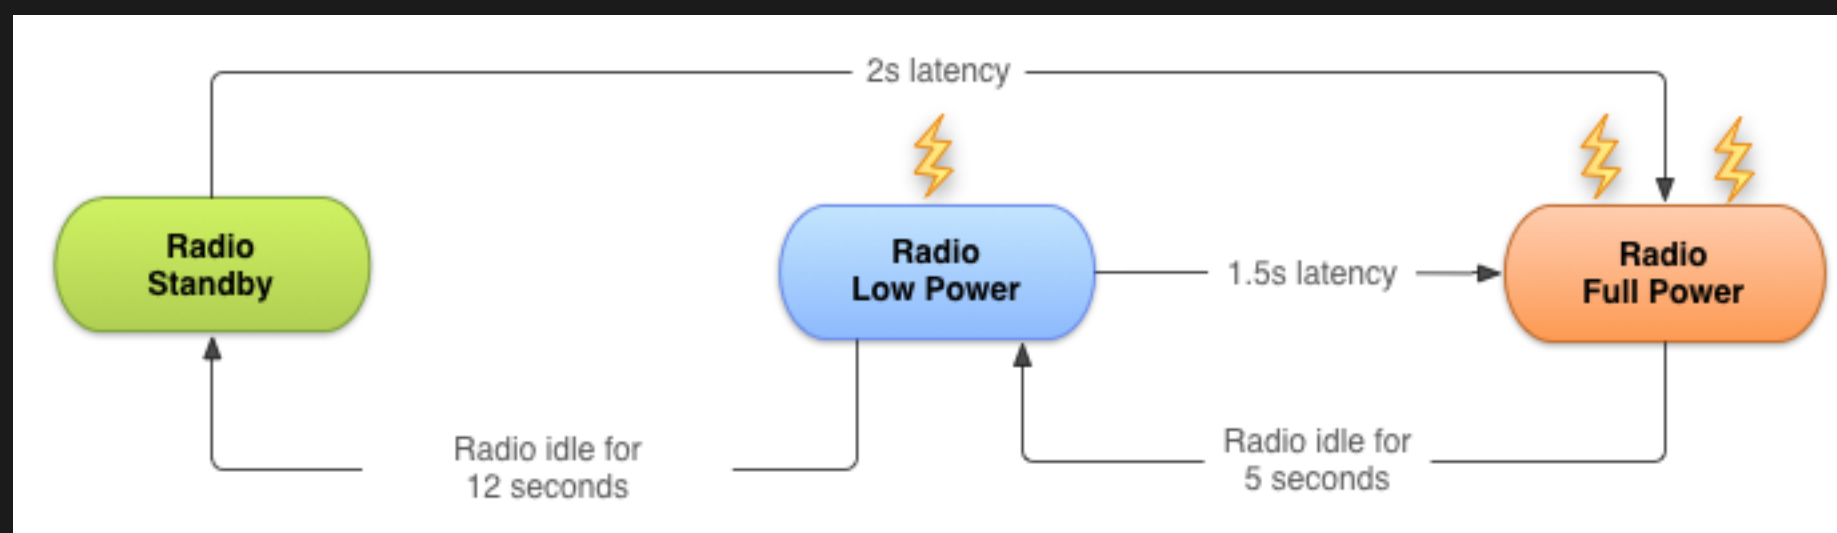 2s latency
Radio
Standby
Radio
Low Power
1.5s latency
Radio
Full Power
Radio idle for
12 seconds
Radio idle for
5 seconds